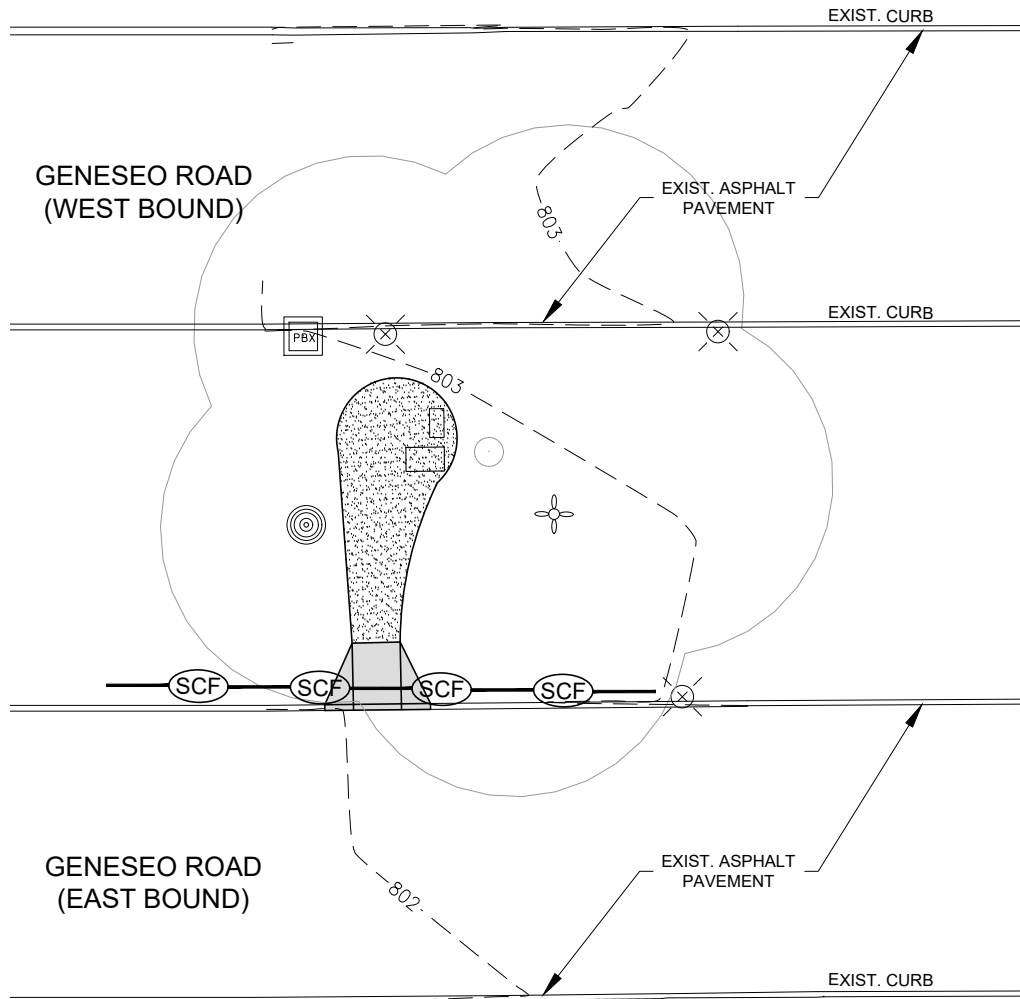 EXIST. CURB
GENESEO ROAD
(WEST BOUND)
EXIST. ASPHALT
PAVEMENT
803
EXIST. CURB
PBX
803
SCF
SCF
SCF
SCF
GENESEO ROAD
(EAST BOUND)
EXIST. ASPHALT
PAVEMENT
802
EXIST. CURB